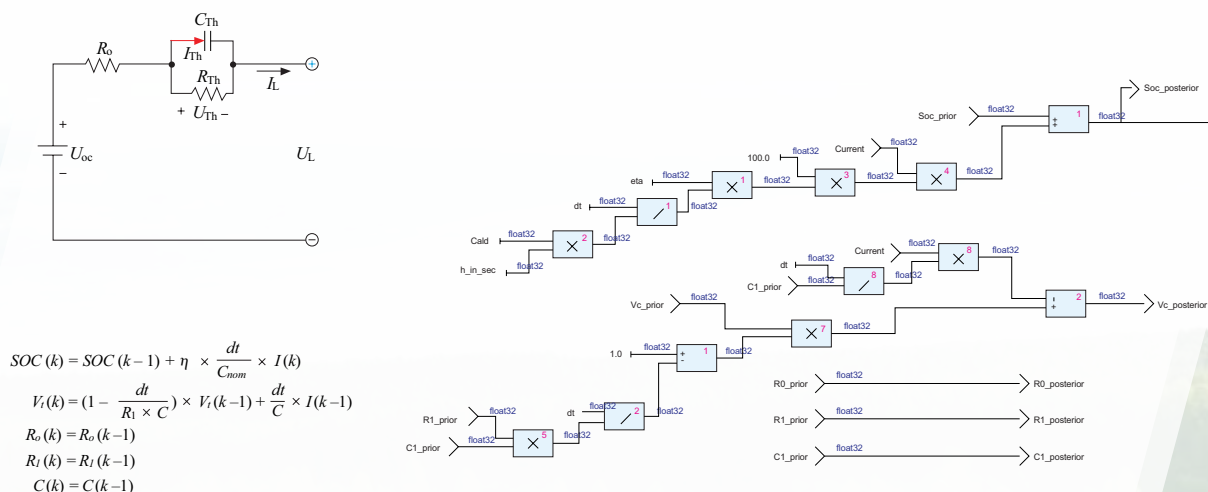 C_Th
R_o
I_Th
R_Th
I_L
+ U_Th −
+
U_oc
−
U_L
+
−
SOC(k) = SOC(k−1) + η × dt/C_nom × I(k)
V_t(k) = (1 − dt/(R_1 × C)) × V_t(k−1) + dt/C × I(k−1)
R_o(k) = R_o(k−1)
R_1(k) = R_1(k−1)
C(k) = C(k−1)
Soc_posterior
float32
Soc_prior
float32
+
+
1
float32
Current
float32
100.0
float32
× 4
float32
eta
float32
× 1
float32
× 3
float32
dt
float32
/ 1
float32
Cald
float32
× 2
float32
h_in_sec
float32
Current
float32
× 8
float32
dt
float32
C1_prior
float32
/ 8
float32
−
+
2
float32
Vc_posterior
Vc_prior
float32
× 7
float32
1.0
float32
+
-
1
float32
R1_prior
float32
dt
float32
/ 2
float32
C1_prior
float32
× 5
float32
R0_prior
float32
R0_posterior
R1_prior
float32
R1_posterior
C1_prior
float32
C1_posterior